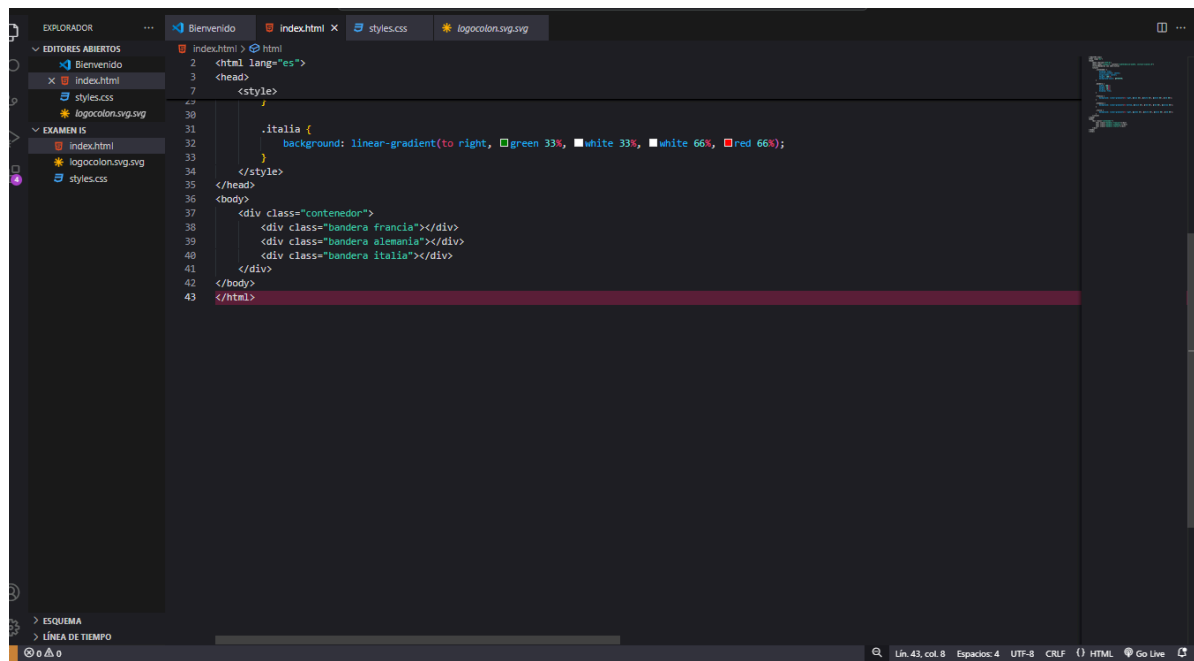 EXPLORADOR ···
EDITORES ABIERTOS
Bienvenido
index.html
styles.css
logocolon.svg.svg
EXAMEN IS
index.html
logocolon.svg.svg
styles.css
ESQUEMA
LÍNEA DE TIEMPO
Bienvenido index.html styles.css logocolon.svg.svg
index.html > html
2 <html lang="es">
3 <head>
7 <style>
29 }
30
31 .italia {
32 background: linear-gradient(to right, green 33%, white 33%, white 66%, red 66%);
33 }
34 </style>
35 </head>
36 <body>
37 <div class="contenedor">
38 <div class="bandera francia"></div>
39 <div class="bandera alemania"></div>
40 <div class="bandera italia"></div>
41 </div>
42 </body>
43 </html>
4
0 0 Lín. 43, col. 8 Espacios: 4 UTF-8 CRLF {} HTML Go Live